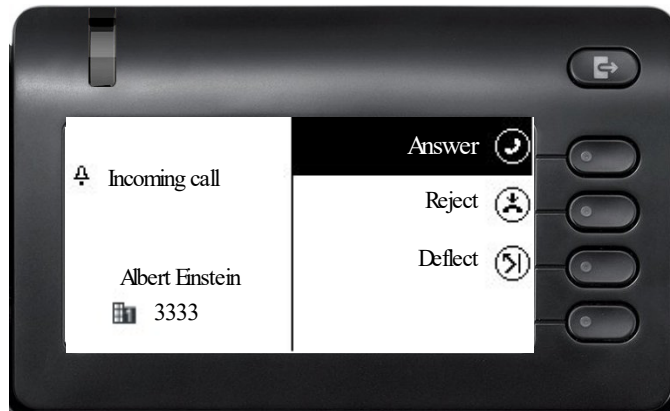 Incoming call
Albert Einstein
3333
Answer
Reject
Deflect